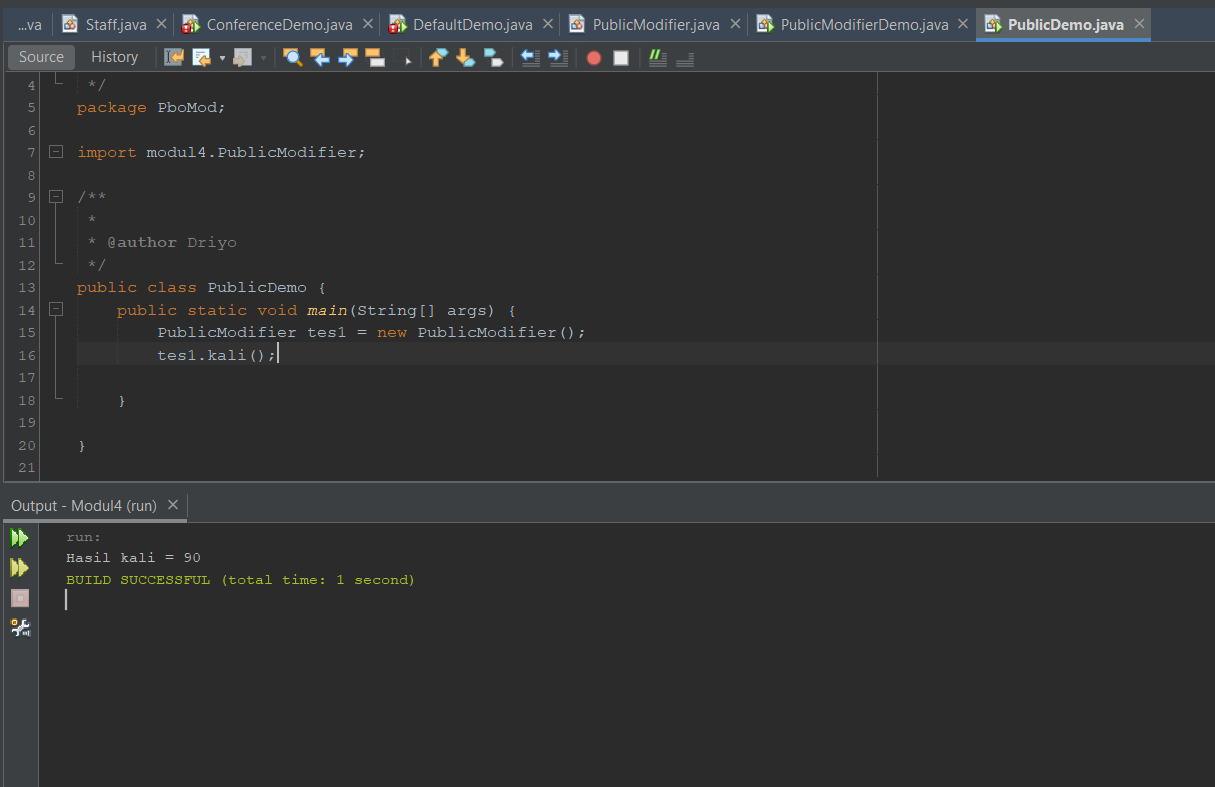 ...va Staff.java ConferenceDemo.java DefaultDemo.java PublicModifier.java PublicModifierDemo.java PublicDemo.java
Source History
4 */
5 package PboMod;
6
7 import modul4.PublicModifier;
8
9 /**
10 *
11 * @author Driyo
12 */
13 public class PublicDemo {
14 public static void main(String[] args) {
15 PublicModifier tes1 = new PublicModifier();
16 tes1.kali();
17
18 }
19
20 }
21
Output - Modul4 (run)
run:
Hasil kali = 90
BUILD SUCCESSFUL (total time: 1 second)